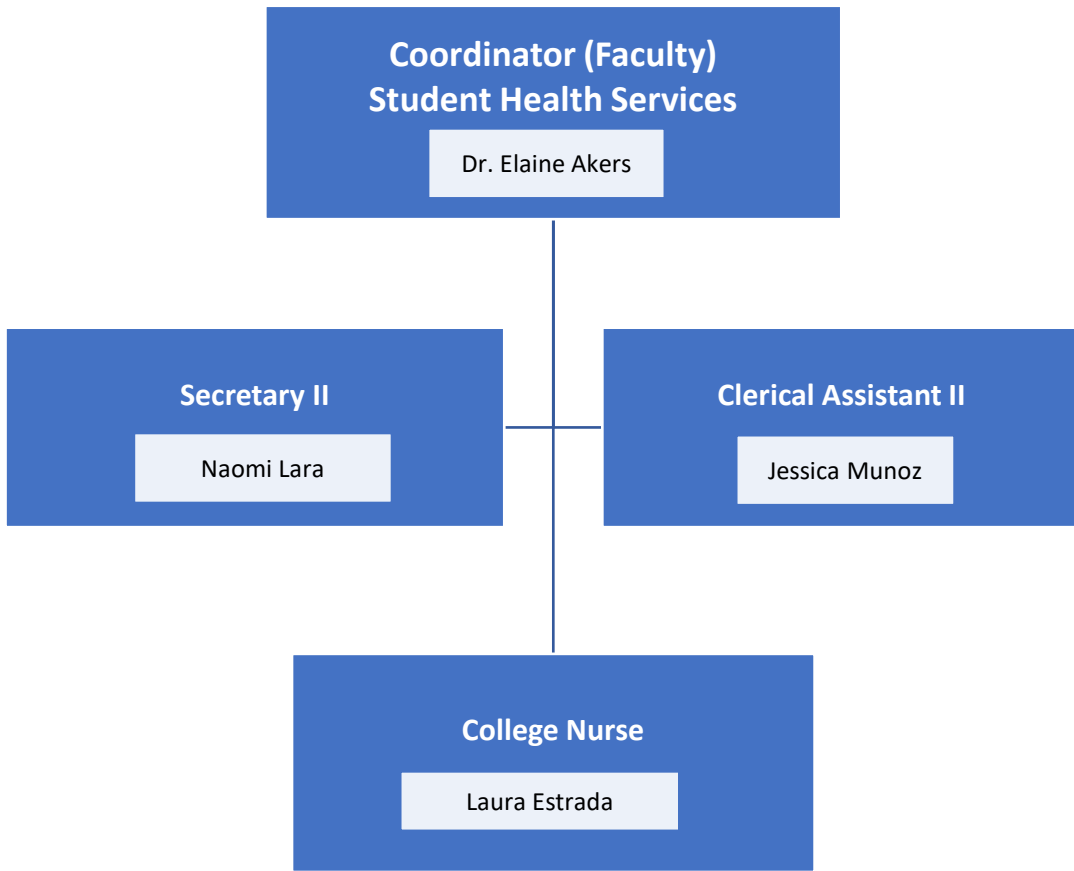 Coordinator (Faculty)
Student Health Services
Dr. Elaine Akers
Secretary II
Naomi Lara
Clerical Assistant II
Jessica Munoz
College Nurse
Laura Estrada